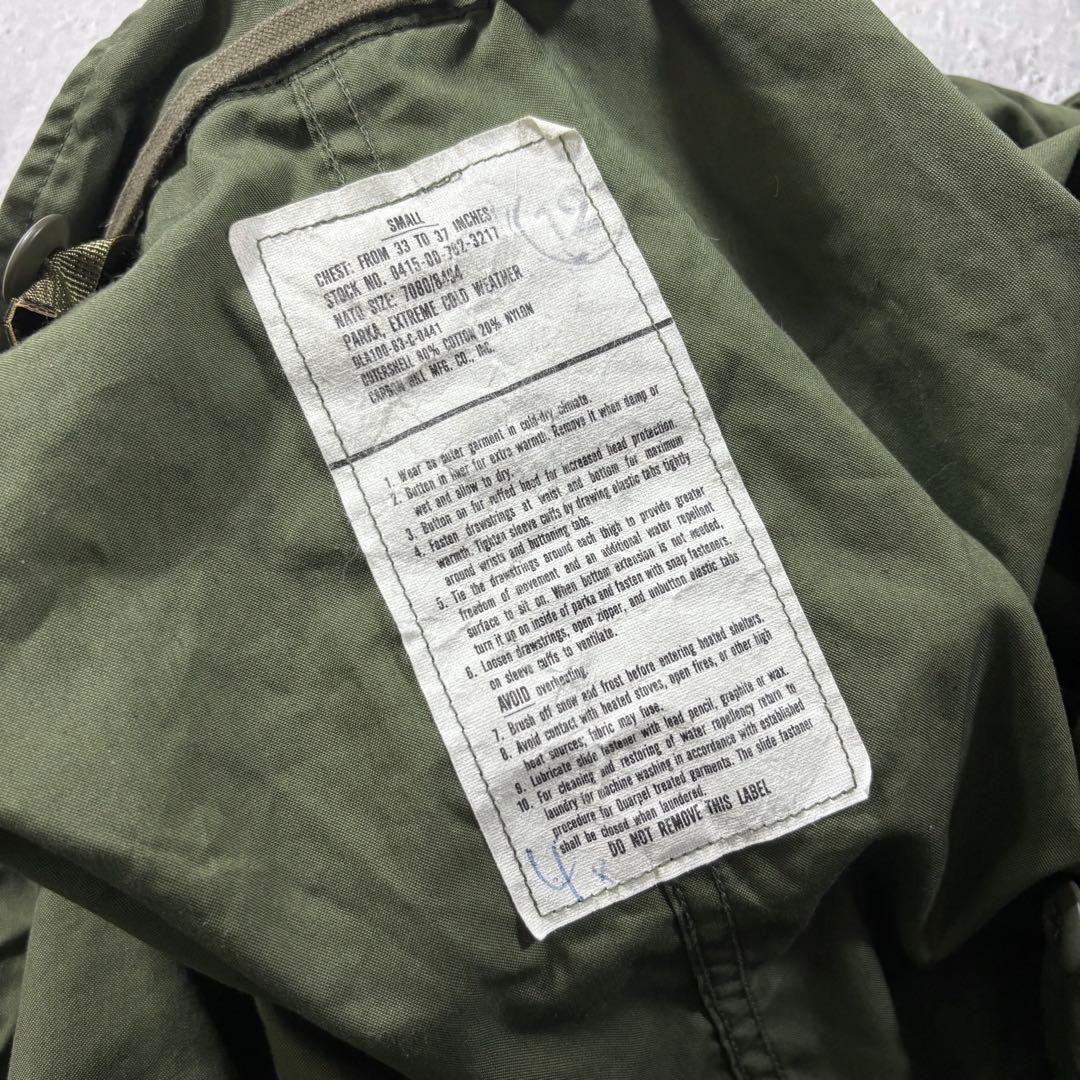 SMALL
CHEST: FROM 33 TO 37 INCHES
STOCK NO. 8415-00-782-3217
NATO SIZE: 7080/8494
PARKA, EXTREME COLD WEATHER
DLA100-83-C-0441
OUTERSHELL 80% COTTON 20% NYLON
CARBON HILL MFG. CO., INC.
1. Wear as outer garment in cold-dry climate.
2. Button in liner for extra warmth. Remove it when damp or
wet and allow to dry.
3. Button on fur ruffed hood for increased head protection.
4. Fasten drawstrings at waist and bottom for maximum
warmth. Tighten sleeve cuffs by drawing elastic tabs tightly
around wrists and buttoning tabs.
5. Tie the drawstrings around each thigh to provide greater
freedom of movement and an additional water repellent
surface to sit on. When bottom extension is not needed,
turn it up on inside of parka and fasten with snap fasteners.
6. Loosen drawstrings, open zipper, and unbutton elastic tabs
on sleeve cuffs to ventilate.
AVOID overheating.
7. Brush off snow and frost before entering heated shelters.
8. Avoid contact with heated stoves, open fires, or other high
heat sources, fabric may fuse.
9. Lubricate slide fastener with lead pencil, graphite or wax.
10. For cleaning and restoring of water repellency return to
laundry for machine washing in accordance with established
procedure for Quarpel treated garments. The slide fastener
shall be closed when laundered.
DO NOT REMOVE THIS LABEL
4